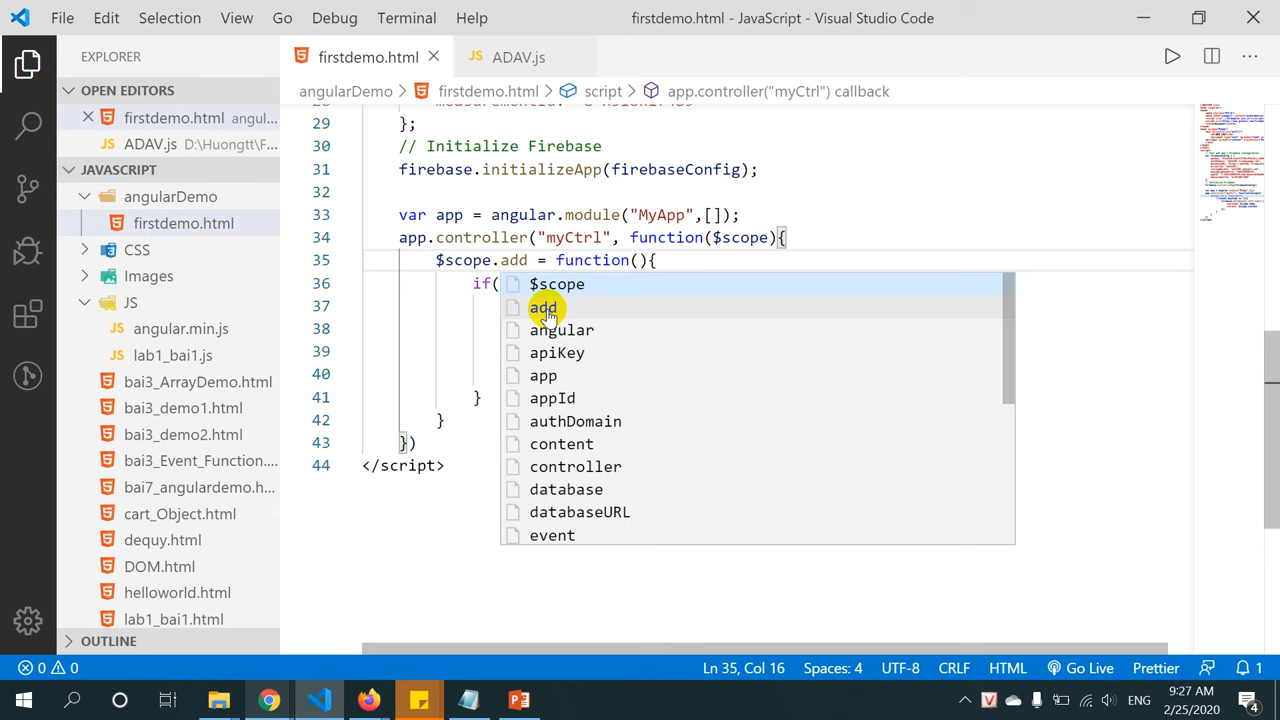 File Edit Selection View Go Debug Terminal Help firstdemo.html - JavaScript - Visual Studio Code
EXPLORER
OPEN EDITORS
firstdemo.html angul...
ADAV.js D:\Huongtt\F...
JAVASCRIPT
angularDemo
firstdemo.html
CSS
Images
JS
angular.min.js
lab1_bai1.js
bai3_ArrayDemo.html
bai3_demo1.html
bai3_demo2.html
bai3_Event_Function....
bai7_angulardemo.h...
cart_Object.html
dequy.html
DOM.html
helloworld.html
lab1_bai1.html
OUTLINE
firstdemo.html JS ADAV.js
angularDemo > firstdemo.html > script > app.controller("myCtrl") callback
29 };
30 // Initialize Firebase
31 firebase.initializeApp(firebaseConfig);
32
33 var app = angular.module("MyApp",[]);
34 app.controller("myCtrl", function($scope){
35 $scope.add = function(){
36 if(
37
38
39
40
41 }
42 }
43 })
44 </script>
$scope
add
angular
apiKey
app
appId
authDomain
content
controller
database
databaseURL
event
0 0 Ln 35, Col 16 Spaces: 4 UTF-8 CRLF HTML Go Live Prettier 1
ENG 9:27 AM
2/25/2020 4